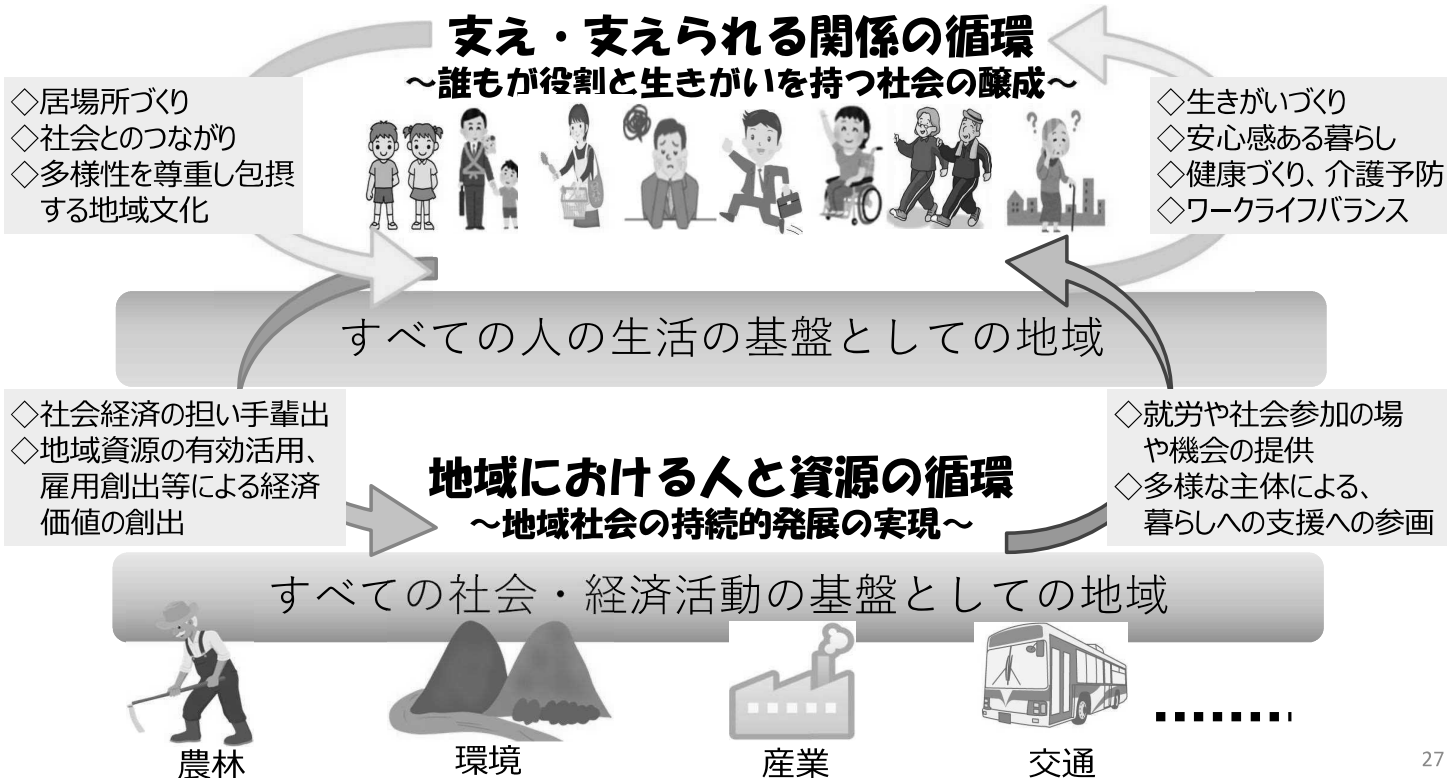 支え・支えられる関係の循環
～誰もが役割と生きがいを持つ社会の醸成～
◇居場所づくり
◇社会とのつながり
◇多様性を尊重し包摂
する地域文化
◇生きがいづくり
◇安心感ある暮らし
◇健康づくり、介護予防
◇ワークライフバランス
すべての人の生活の基盤としての地域
◇社会経済の担い手輩出
◇地域資源の有効活用、
雇用創出等による経済
価値の創出
◇就労や社会参加の場
や機会の提供
◇多様な主体による、
暮らしへの支援への参画
地域における人と資源の循環
～地域社会の持続的発展の実現～
すべての社会・経済活動の基盤としての地域
農林
環境
産業
交通
27